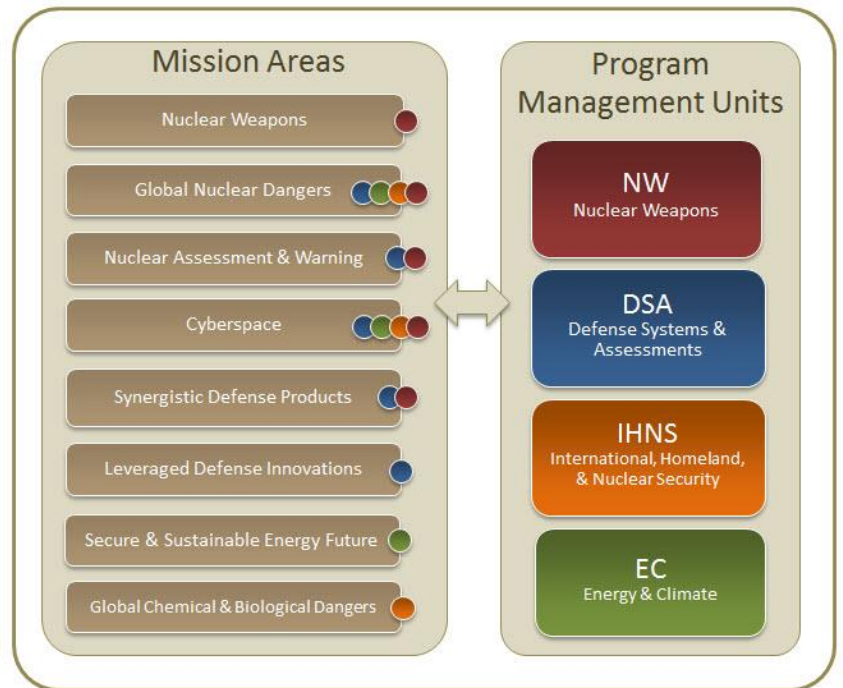 Mission Areas
Nuclear Weapons
Global Nuclear Dangers
Nuclear Assessment & Warning
Cyberspace
Synergistic Defense Products
Leveraged Defense Innovations
Secure & Sustainable Energy Future
Global Chemical & Biological Dangers
Program
Management Units
NW
Nuclear Weapons
DSA
Defense Systems &
Assessments
IHNS
International, Homeland,
& Nuclear Security
EC
Energy & Climate